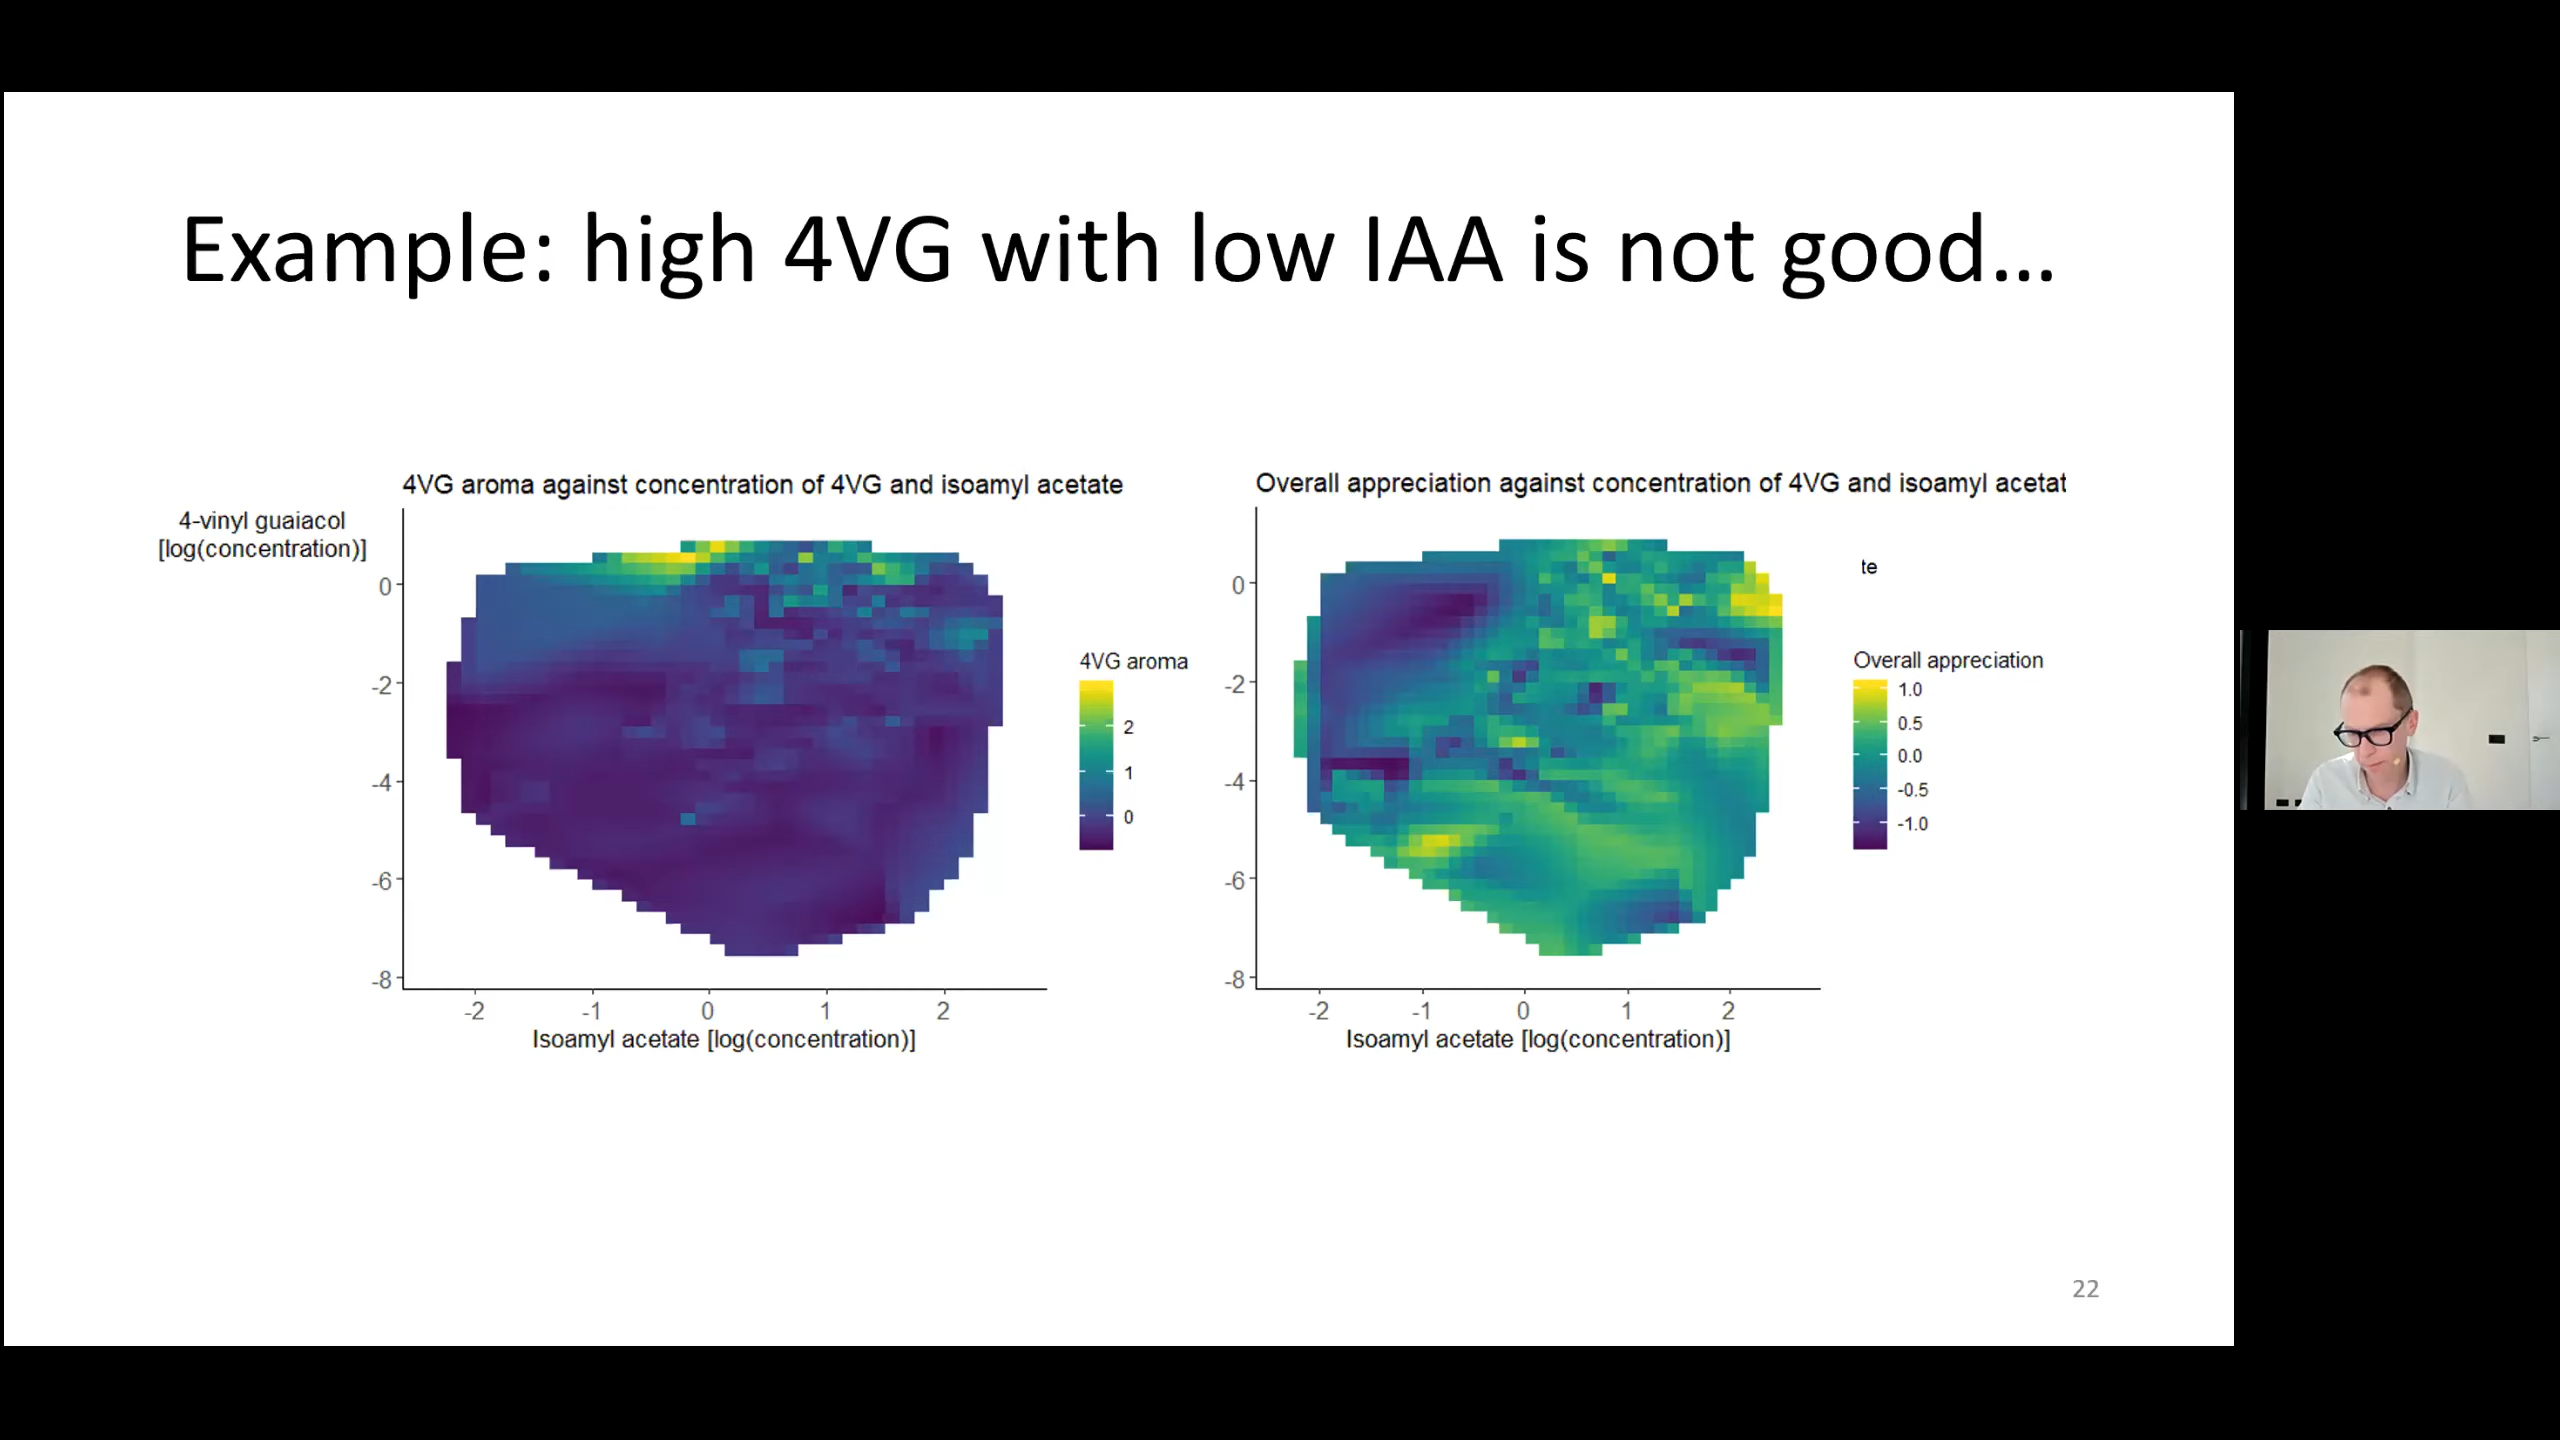 Example: high 4VG with low IAA is not good…
4VG aroma against concentration of 4VG and isoamyl acetate
4-vinyl guaiacol
[log(concentration)]
0
-2
-4
-6
-8
-2 -1 0 1 2
Isoamyl acetate [log(concentration)]
4VG aroma
2
1
0
Overall appreciation against concentration of 4VG and isoamyl acetat
te
0
-2
-4
-6
-8
-2 -1 0 1 2
Isoamyl acetate [log(concentration)]
Overall appreciation
1.0
0.5
0.0
-0.5
-1.0
22